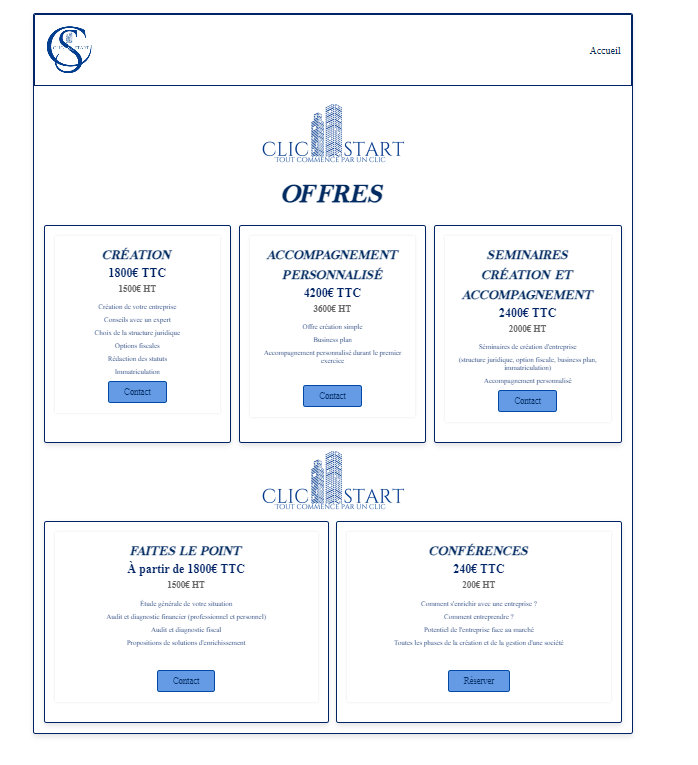 CLIC START
Accueil
CLIC START
TOUT COMMENCE PAR UN CLIC
OFFRES
CRÉATION
1800€ TTC
1500€ HT
Création de votre entreprise
Conseils avec un expert
Choix de la structure juridique
Options fiscales
Rédaction des statuts
Immatriculation
Contact
ACCOMPAGNEMENT
PERSONNALISÉ
4200€ TTC
3600€ HT
Offre création simple
Business plan
Accompagnement personnalisé durant le premier
exercice
Contact
SEMINAIRES
CRÉATION ET
ACCOMPAGNEMENT
2400€ TTC
2000€ HT
Séminaires de création d'entreprise
(structure juridique, option fiscale, business plan,
immatriculation)
Accompagnement personnalisé
Contact
CLIC START
TOUT COMMENCE PAR UN CLIC
FAITES LE POINT
À partir de 1800€ TTC
1500€ HT
Étude générale de votre situation
Audit et diagnostic financier (professionnel et personnel)
Audit et diagnostic fiscal
Propositions de solutions d'enrichissement
Contact
CONFÉRENCES
240€ TTC
200€ HT
Comment s'enrichir avec une entreprise ?
Comment entreprendre ?
Potentiel de l'entreprise face au marché
Toutes les phases de la création et de la gestion d'une société
Réserver